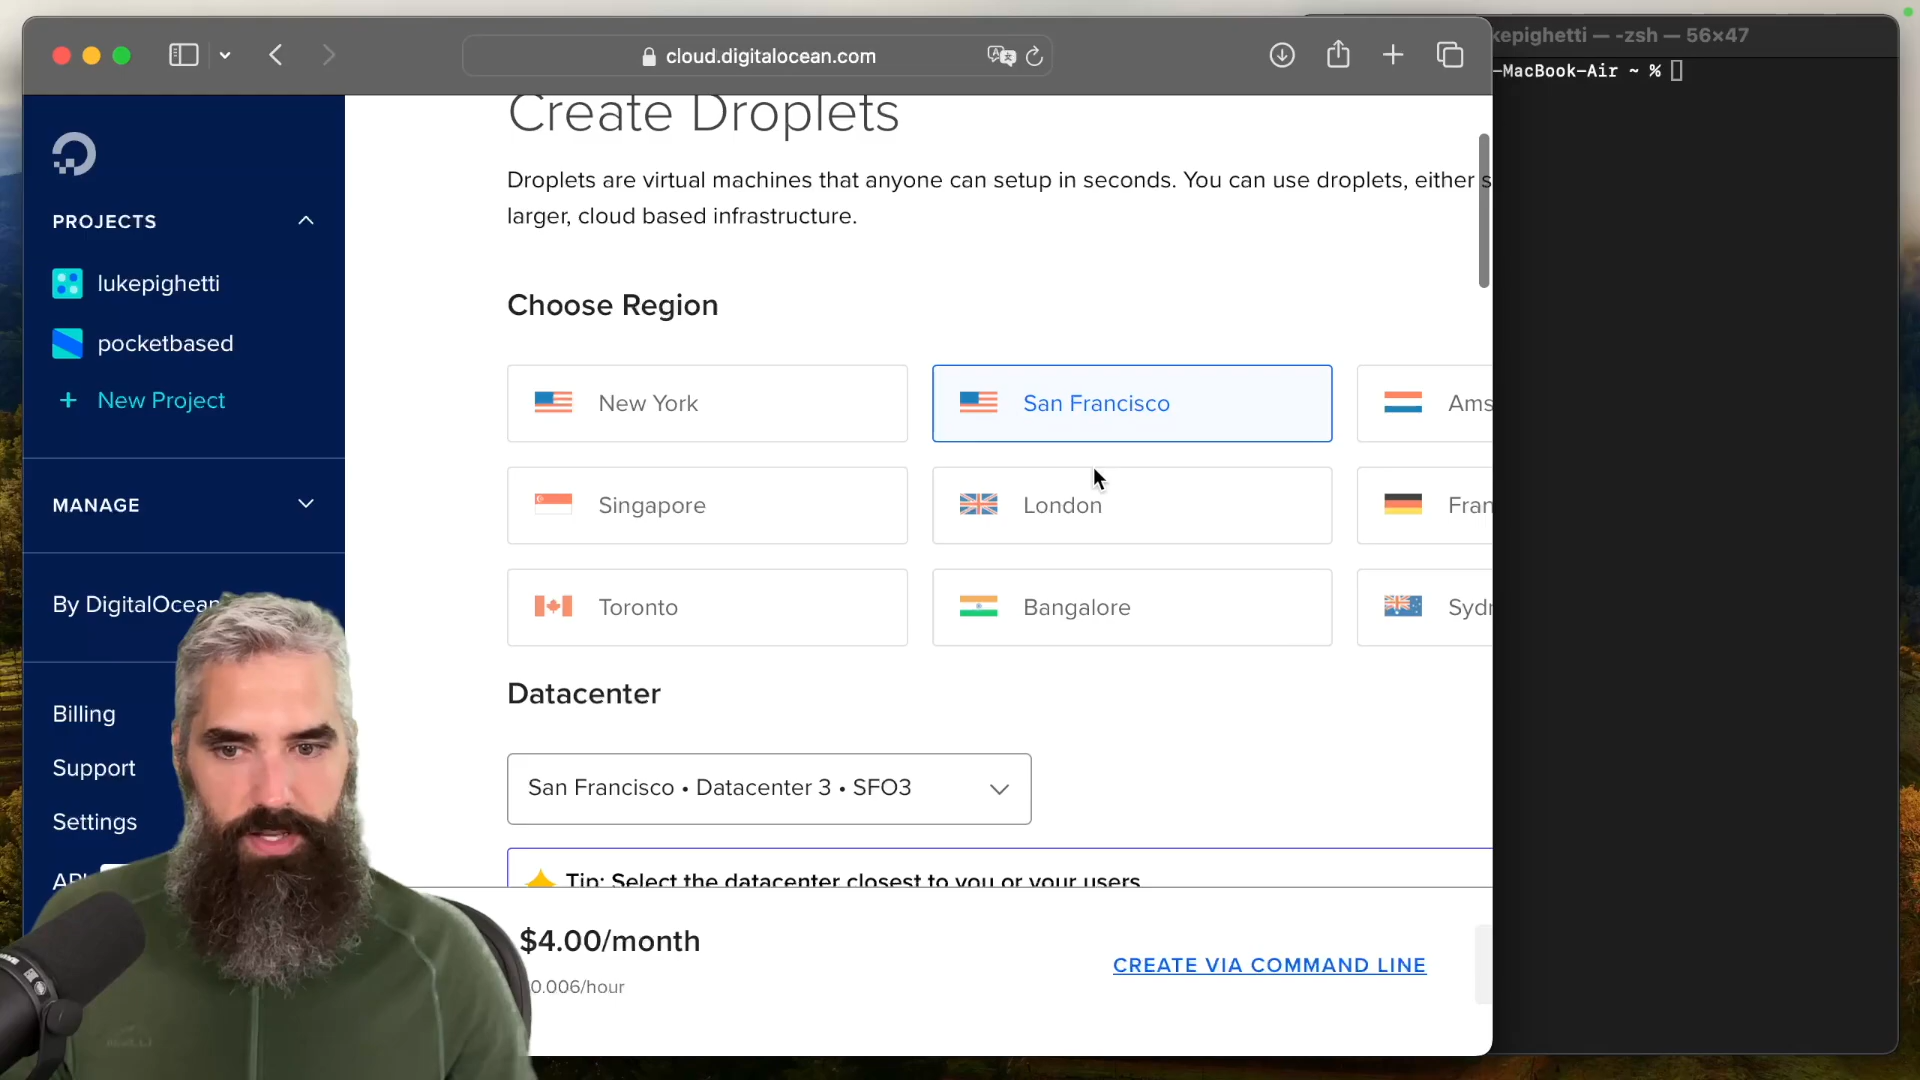 cloud.digitalocean.com
kepighetti — -zsh — 56×47
-MacBook-Air ~ %
PROJECTS
lukepighetti
pocketbased
+ New Project
MANAGE
By DigitalOcean
Billing
Support
Settings
API
Create Droplets
Droplets are virtual machines that anyone can setup in seconds. You can use droplets, either s
larger, cloud based infrastructure.
Choose Region
New York
San Francisco
Ams
Singapore
London
Fran
Toronto
Bangalore
Sydn
Datacenter
San Francisco • Datacenter 3 • SFO3
Tip: Select the datacenter closest to you or your users
$4.00/month
0.006/hour
CREATE VIA COMMAND LINE